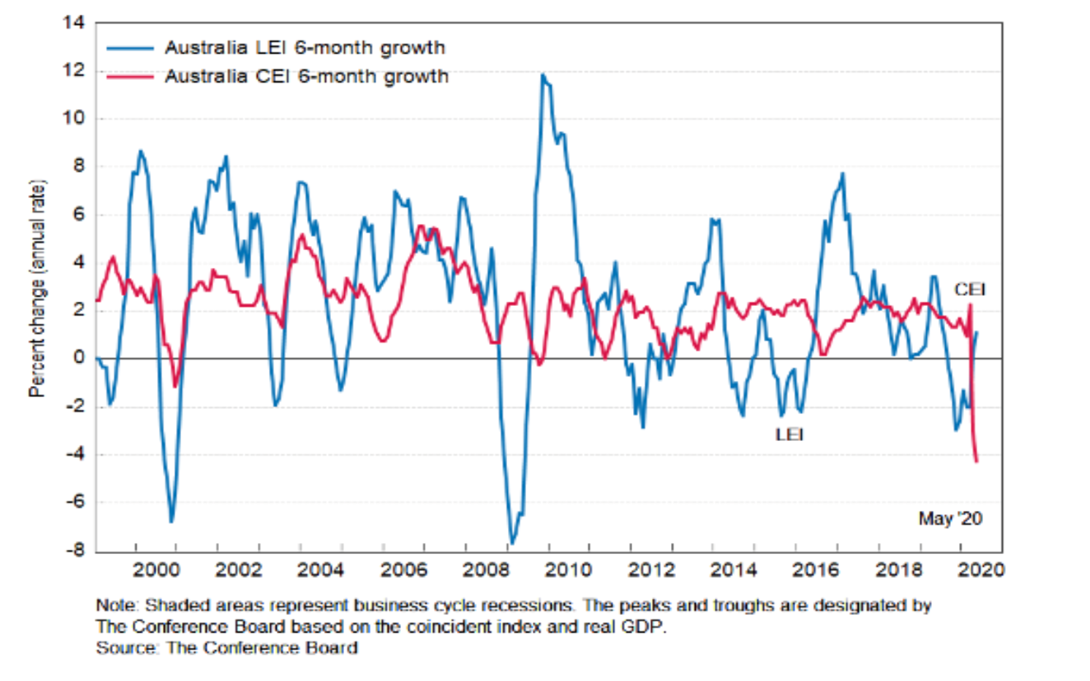 14
Australia LEI 6-month growth
12
Australia CEI 6-month growth
10
8
6
4
2
0
-2
-4
-6
-8
Percent change (annual rate)
CEI
LEI
May '20
2000 2002 2004 2006 2008 2010 2012 2014 2016 2018 2020
Note: Shaded areas represent business cycle recessions. The peaks and troughs are designated by
The Conference Board based on the coincident index and real GDP.
Source: The Conference Board